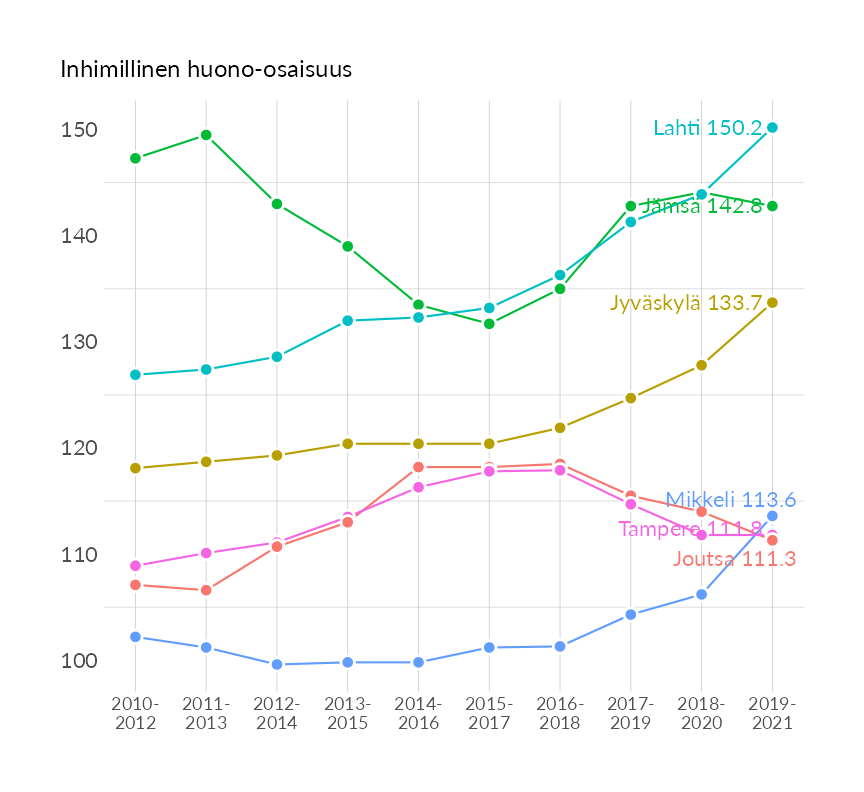 Inhimillinen huono-osaisuus
150
Lahti 150.2
Jämsä 142.8
140
Jyväskylä 133.7
130
120
Mikkeli 113.6
Tampere 111.8
110
Joutsa 111.3
100
2010- 2011- 2012- 2013- 2014- 2015- 2016- 2017- 2018- 2019-
2012 2013 2014 2015 2016 2017 2018 2019 2020 2021